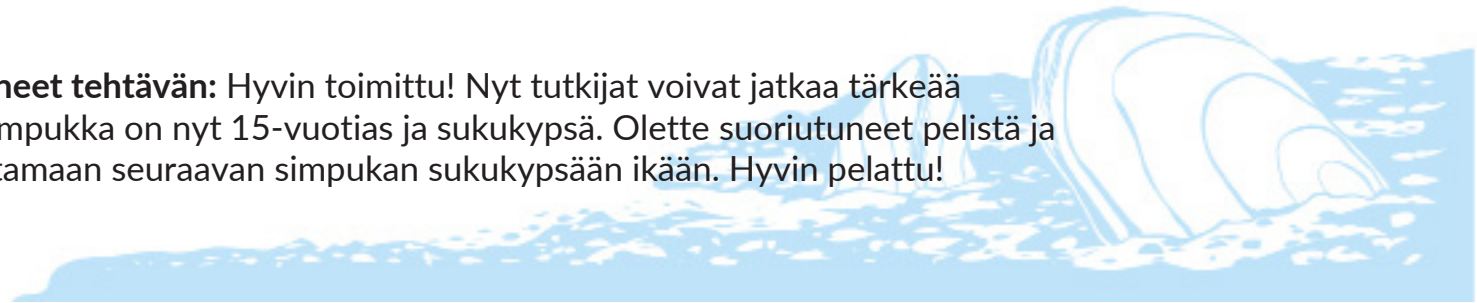 neet tehtävän: Hyvin toimittu! Nyt tutkijat voivat jatkaa tärkeää
mpukka on nyt 15-vuotias ja sukukypsä. Olette suoriutuneet pelistä ja
tamaan seuraavan simpukan sukukypsään ikään. Hyvin pelattu!